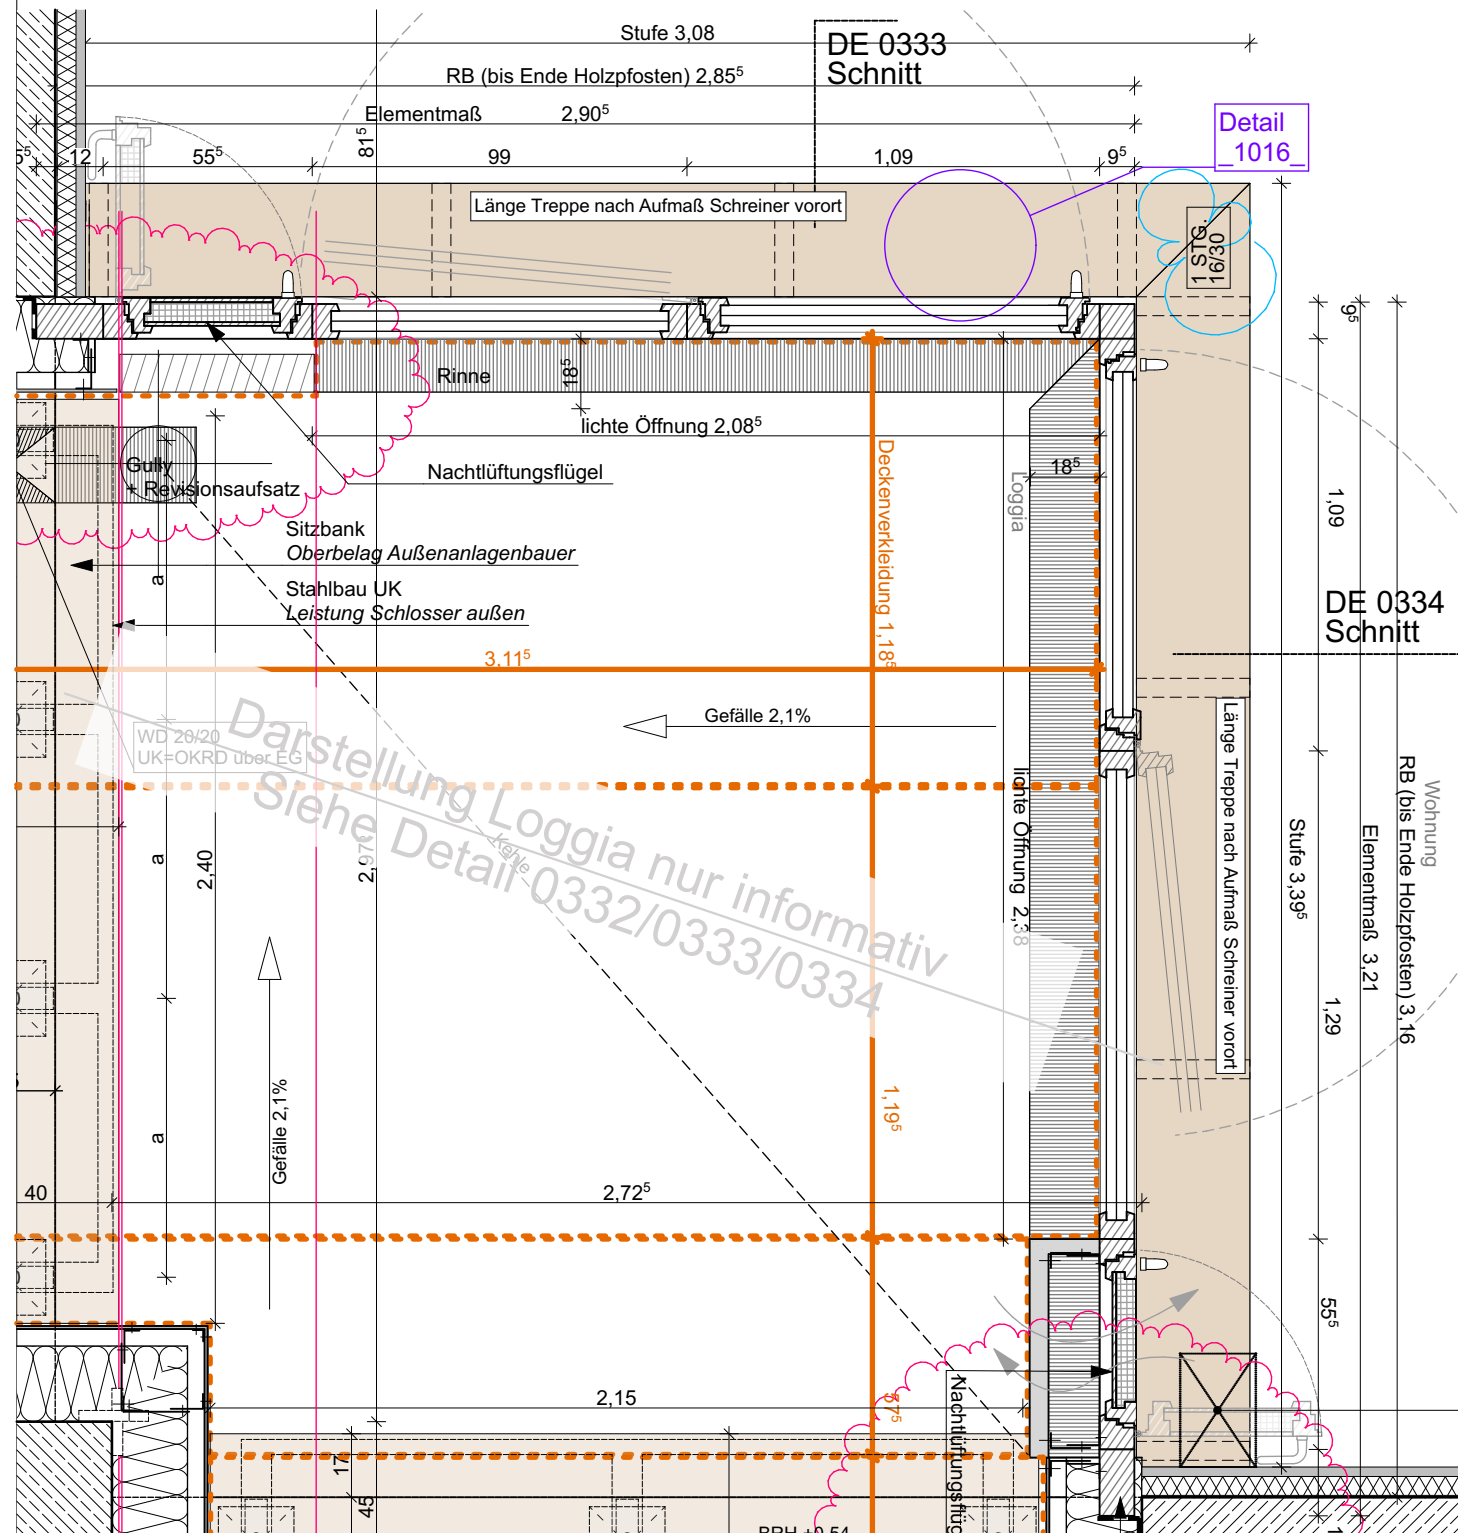 Stufe 3,08
DE 0333
Schnitt
RB (bis Ende Holzpfosten) 2,85⁵
Elementmaß 2,90⁵
81⁵
Detail
_1016_
5⁵
12
55⁵
99
1,09
9⁵
Länge Treppe nach Aufmaß Schreiner vorort
1 STG.
16/30
9⁵
Rinne
18⁵
lichte Öffnung 2,08⁵
Deckenverkleidung 1,18⁵
18⁵
Loggia
Gully
+ Revisionsaufsatz
Nachtlüftungsflügel
1,09
Sitzbank
Oberbelag Außenanlagenbauer
a
Stahlbau UK
Leistung Schlosser außen
DE 0334
Schnitt
3,11⁵
Gefälle 2,1%
WD 20/20
UK=OKRD über EG
Darstellung Loggia nur informativ
Siehe Detail 0332/0333/0334
Kehle
lichte Öffnung 2,38
Länge Treppe nach Aufmaß Schreiner vorort
Stufe 3,39⁵
Elementmaß 3,21
RB (bis Ende Holzpfosten) 3,16
Wohnung
a
2,40
2,97⁵
1,29
Gefälle 2,1%
a
1,19⁵
40
2,72⁵
55⁵
2,15
57⁵
Nachtlüftungsflüg
17
45
BRH +0,54